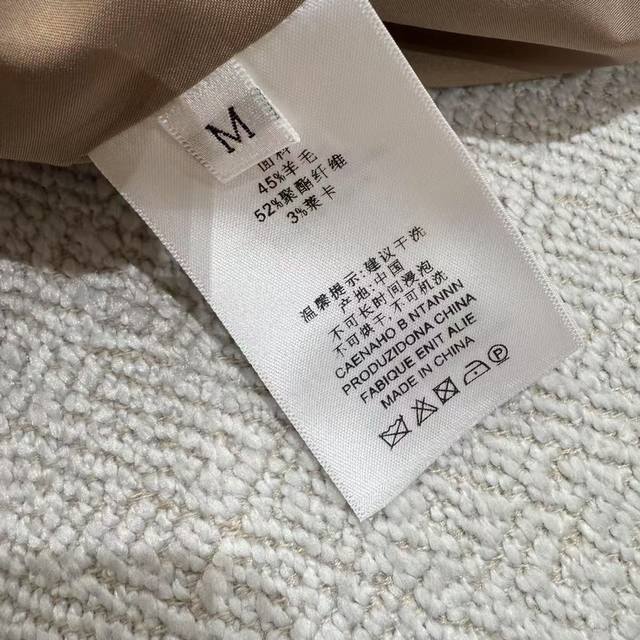 M
面料
45%羊毛
52%聚酯纤维
3%莱卡
温馨提示:建议干洗
产地:中国
不可长时间浸泡
不可烘干,不可机洗
CAENAHO B NTANNN
PRODUZIDONA CHINA
FABIQUE ENIT ALIE
MADE IN CHINA
P